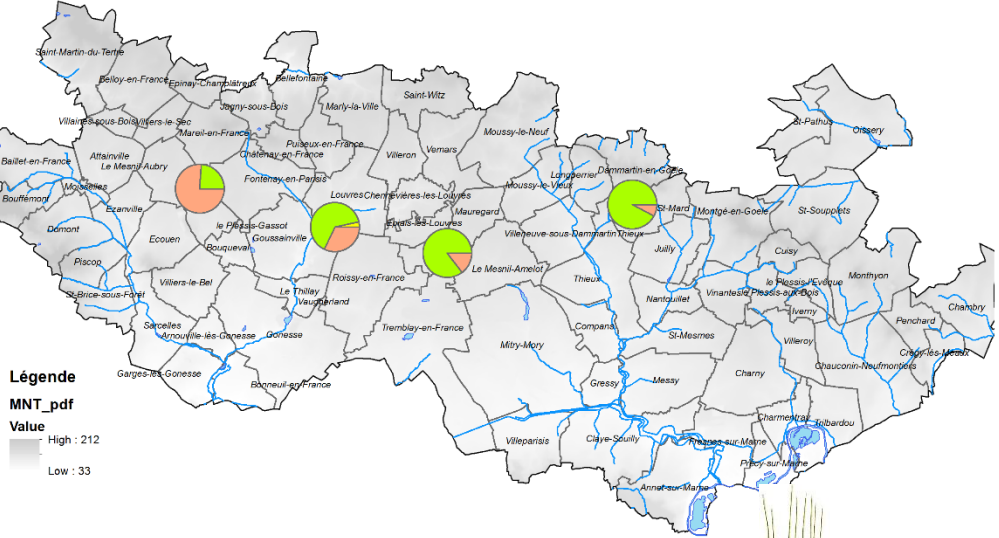 Saint-Martin-du-Tertre
Belloy-en-France
Epinay-Champlâtreux
Bellefontaine
Saint-Witz
Jagny-sous-Bois
Marly-la-Ville
Villaines-sous-Bois
Villiers-le-Sec
Mareil-en-France
Moussy-le-Neuf
St-Pathus
Oissery
Puiseux-en-France
Châtenay-en-France
Villeron
Vemars
Baillet-en-France
Attainville
Le Mesnil-Aubry
Fontenay-en-Parisis
Longperrier
Dammartin-en-Goële
Moisselles
Moussy-le-Vieux
Bouffémont
Louvres
Chennevières-les-Louvres
Ezanville
Mauregard
St-Mard
Montgé-en-Goele
St-Soupplets
Domont
le Plessis-Gassot
Epiais-les-Louvres
Ecouen
Goussainville
Villeneuve-sous-Dammartin
Thieux
Bouqueval
Juilly
Cuisy
Piscop
Le Mesnil-Amelot
Villiers-le-Bel
Roissy-en-France
Thieux
Monthyon
le Plessis-l'Evêque
St-Brice-sous-Forêt
Le Thillay
Vaugherland
Nantouillet
Vinantes
le Plessis-aux-Bois
Iverny
Chambry
Penchard
Sarcelles
Arnouville-lès-Gonesse
Gonesse
Tremblay-en-France
Compans
St-Mesmes
Mitry-Mory
Villeroy
Crégy-lès-Meaux
Chauconin-Neufmontiers
Garges-lès-Gonesse
Bonneuil-en-France
Gressy
Messy
Charny
Charmentray
Trilbardou
Villeparisis
Claye-Souilly
Fresnes-sur-Marne
Précy-sur-Marne
Annet-sur-Marne
Légende
MNT_pdf
Value
High : 212
Low : 33